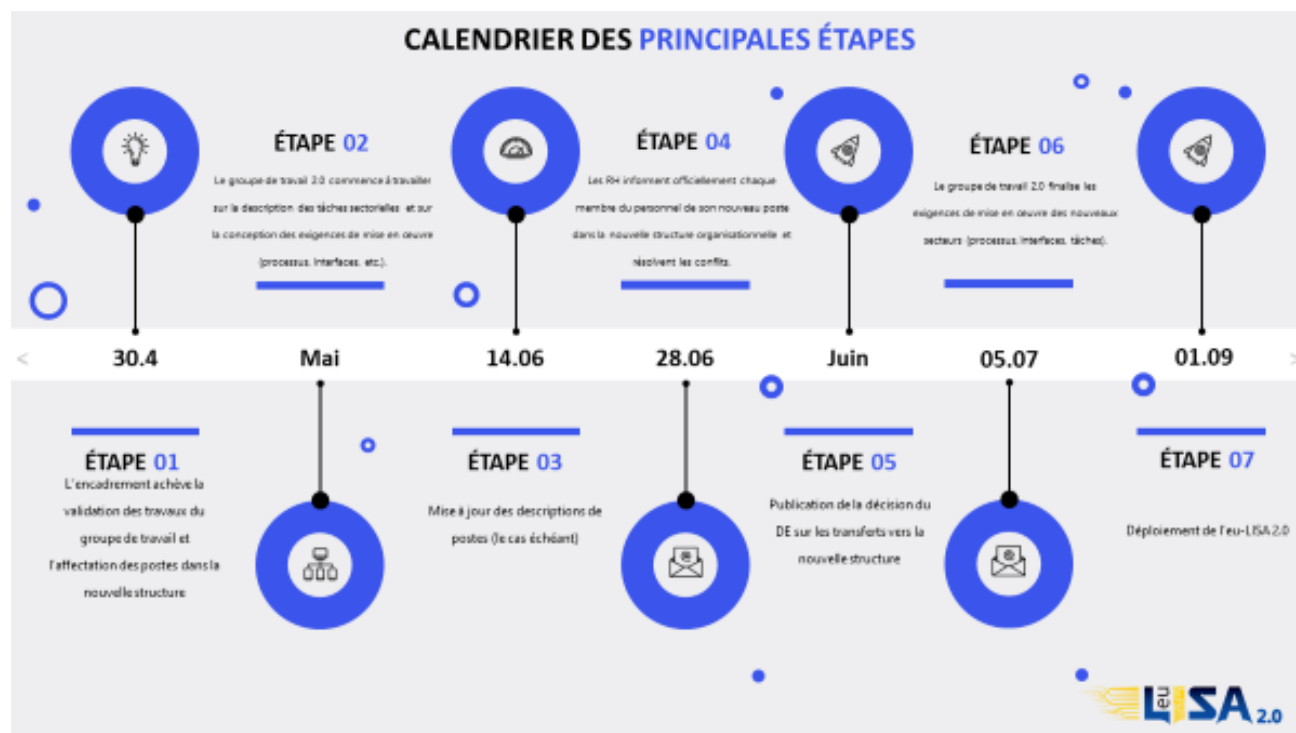 CALENDRIER DES PRINCIPALES ÉTAPES
ÉTAPE 02
Le groupe de travail 2.0 commence à travailler
sur la description des tâches sectorielles et sur
la conception des exigences de mise en œuvre
(processus, interfaces, etc.).
ÉTAPE 04
Les RH informent officiellement chaque
membre du personnel de son nouveau poste
dans la nouvelle structure organisationnelle et
résolvent les conflits.
ÉTAPE 06
Le groupe de travail 2.0 finalise les
exigences de mise en œuvre des nouveaux
secteurs (processus, interfaces, tâches).
< 30.4 Mai 14.06 28.06 Juin 05.07 01.09 >
ÉTAPE 01
L'encadrement achève la
validation des travaux du
groupe de travail et
l'affectation des postes dans la
nouvelle structure
ÉTAPE 03
Mise à jour des descriptions de
postes (le cas échéant)
ÉTAPE 05
Publication de la décision du
DE sur les transferts vers la
nouvelle structure
ÉTAPE 07
Déploiement de l'eu-LISA 2.0
eu LISA 2.0